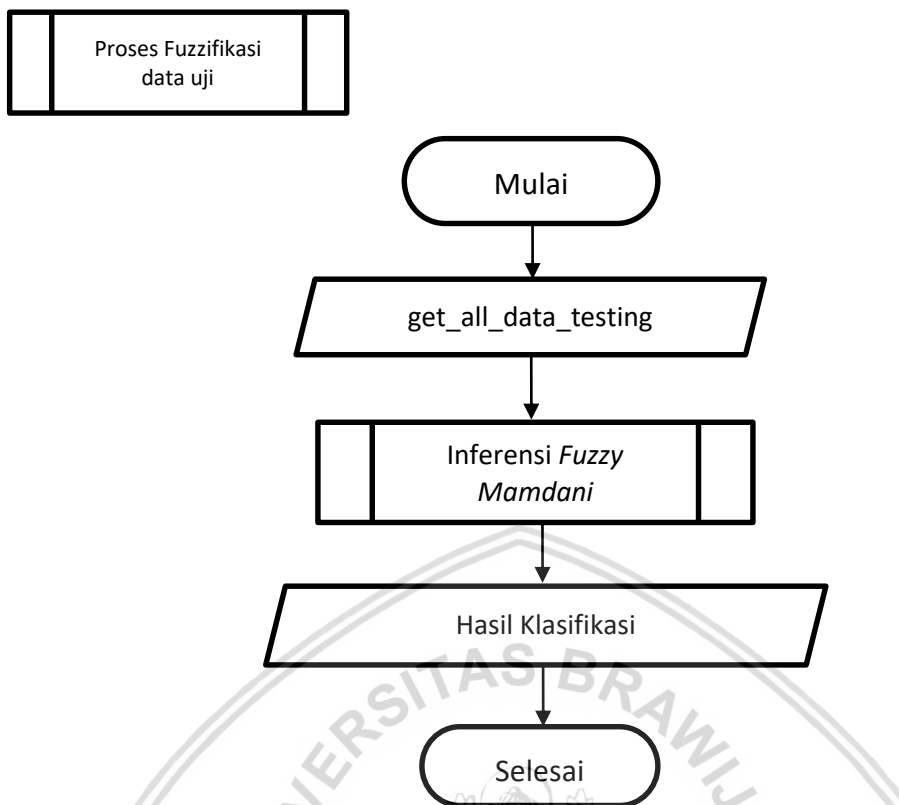 Proses Fuzzifikasi
data uji
Mulai
get_all_data_testing
Inferensi Fuzzy
Mamdani
Hasil Klasifikasi
Selesai